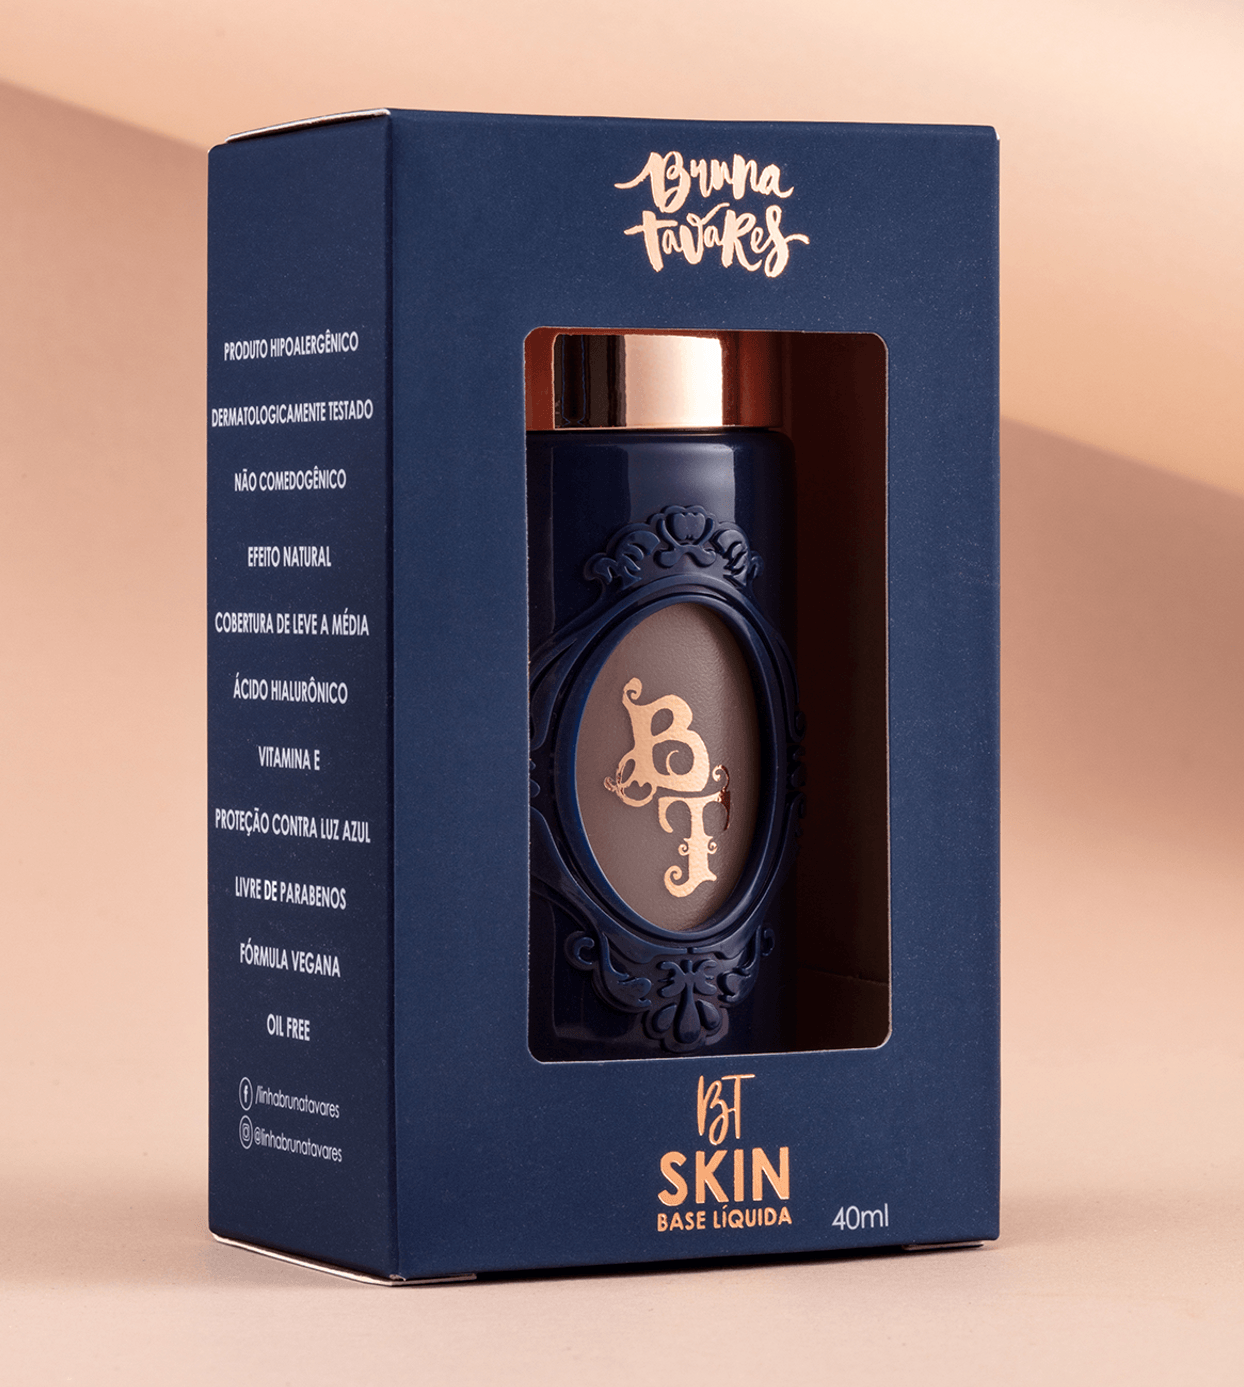 Bruna
Tavares
PRODUTO HIPOALERGÊNICO
DERMATOLOGICAMENTE TESTADO
NÃO COMEDOGÊNICO
EFEITO NATURAL
COBERTURA DE LEVE A MÉDIA
ÁCIDO HIALURÔNICO
VITAMINA E
PROTEÇÃO CONTRA LUZ AZUL
LIVRE DE PARABENOS
FÓRMULA VEGANA
OIL FREE
/linhabrunatavares
@linhabrunatavares
BT
BT
SKIN
BASE LÍQUIDA
40ml